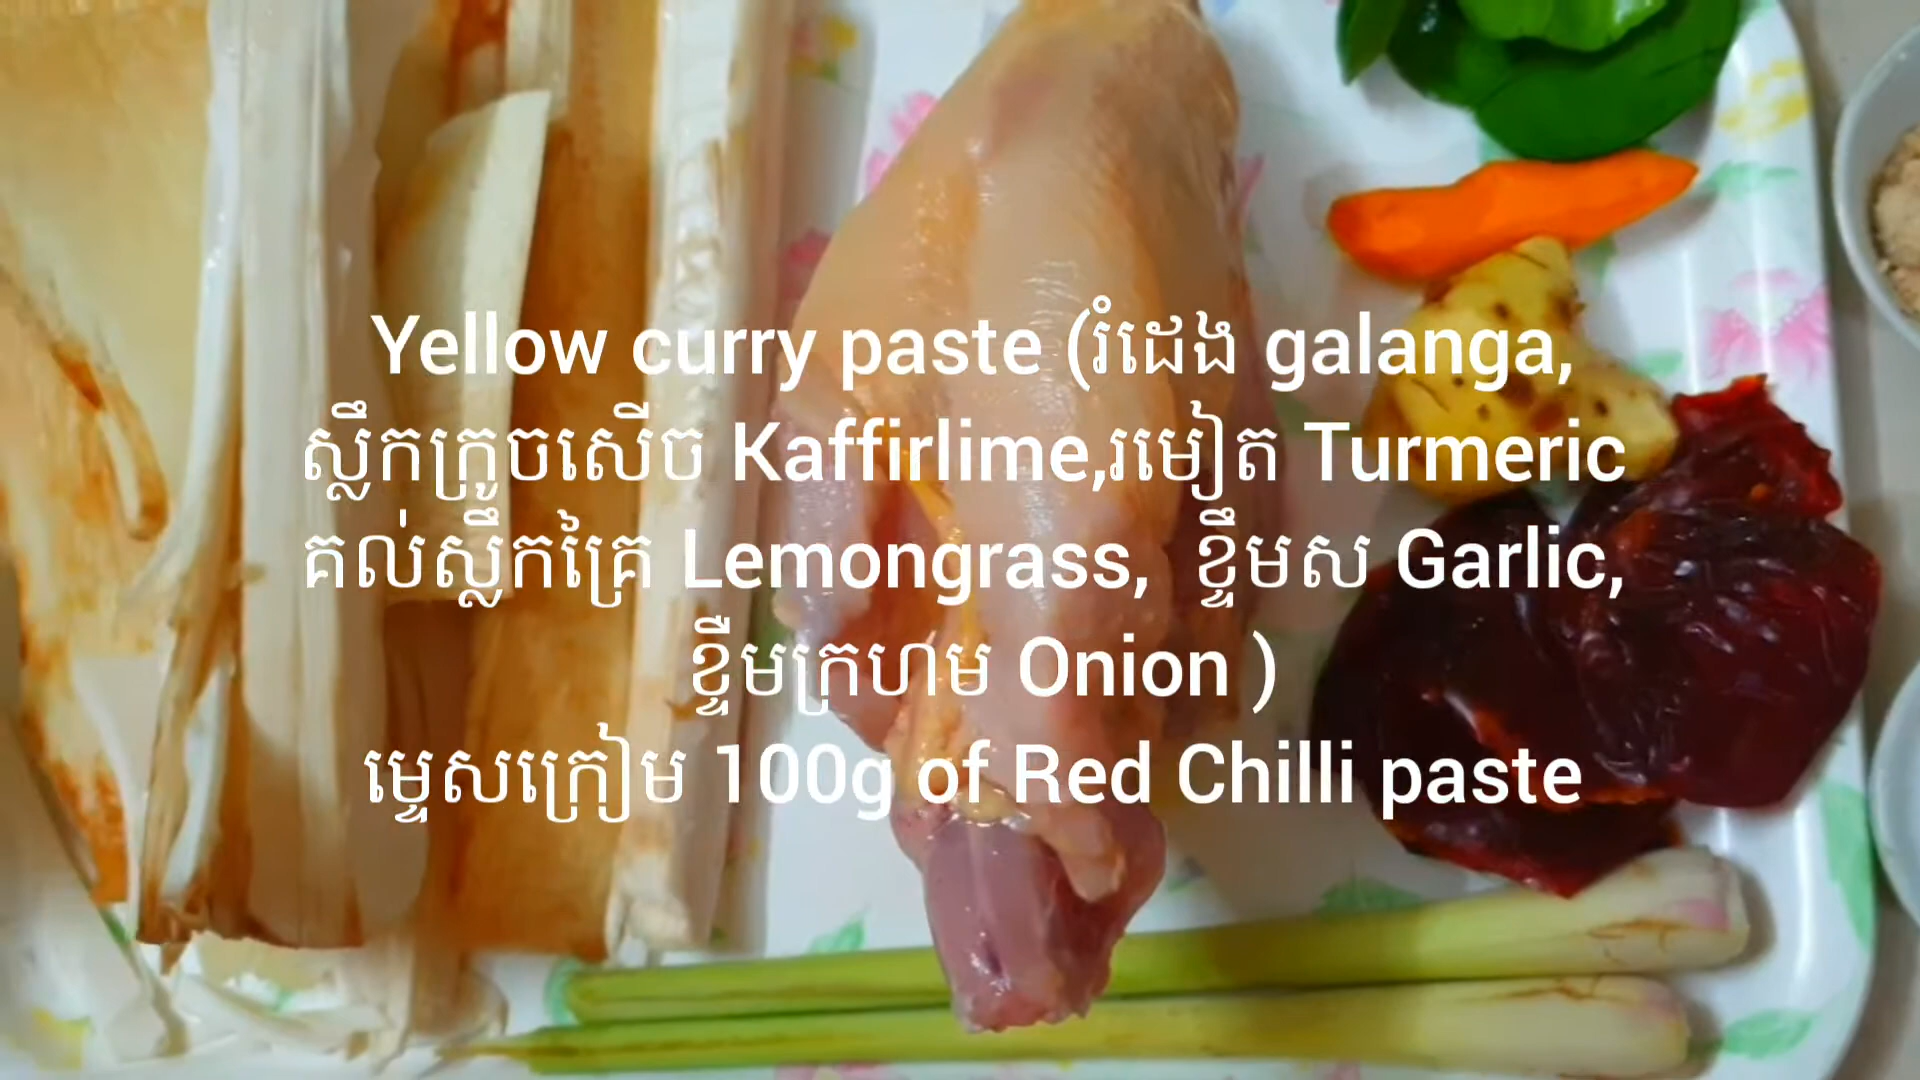 Yellow curry paste (រំដេង galanga,
ស្លឹកក្រូចសើច Kaffirlime,រមៀត Turmeric
គល់ស្លឹកគ្រៃ Lemongrass, ខ្ទឹមស Garlic,
ខ្ទឹមក្រហម Onion )
ម្ទេសក្រៀម 100g of Red Chilli paste